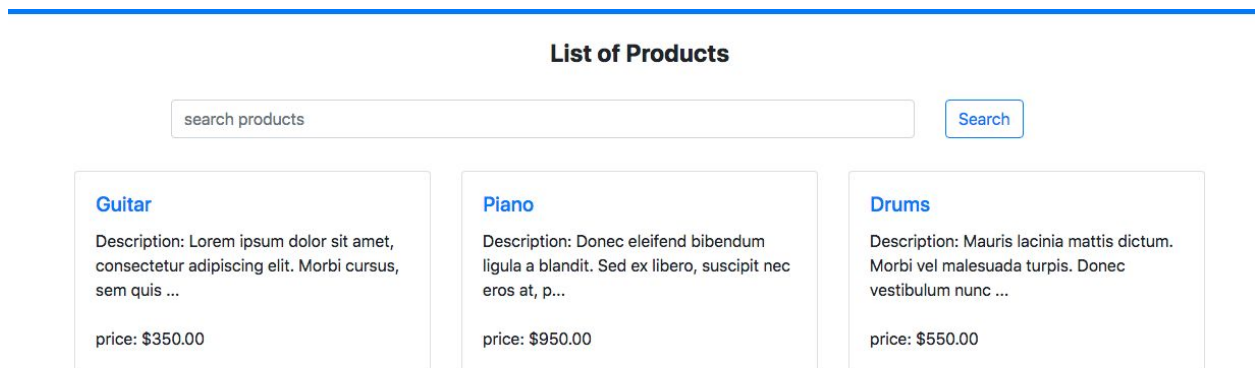 List of Products
search products
Search
Guitar
Description: Lorem ipsum dolor sit amet,
consectetur adipiscing elit. Morbi cursus,
sem quis ...
price: $350.00
Piano
Description: Donec eleifend bibendum
ligula a blandit. Sed ex libero, suscipit nec
eros at, p...
price: $950.00
Drums
Description: Mauris lacinia mattis dictum.
Morbi vel malesuada turpis. Donec
vestibulum nunc ...
price: $550.00